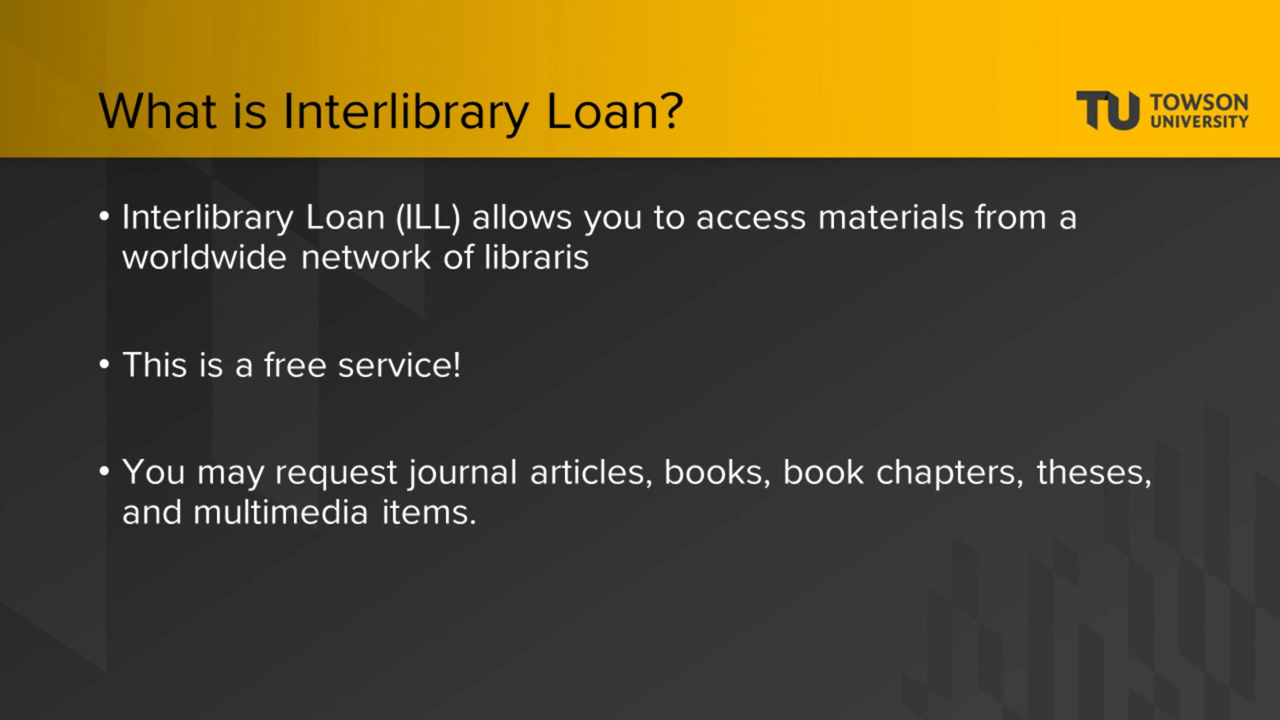 What is Interlibrary Loan?
TU TOWSON
UNIVERSITY
• Interlibrary Loan (ILL) allows you to access materials from a
worldwide network of libraris
• This is a free service!
• You may request journal articles, books, book chapters, theses,
and multimedia items.